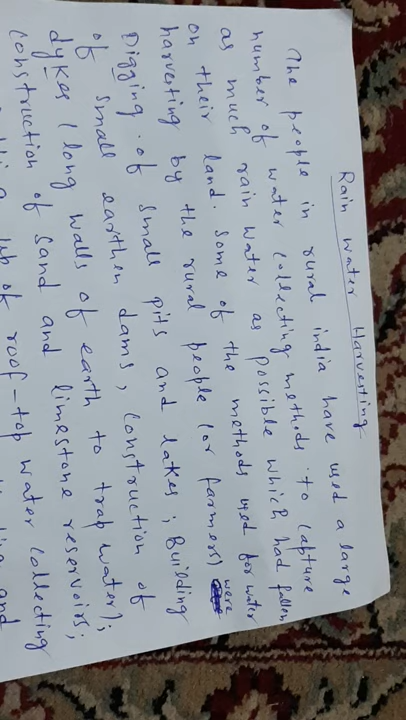 Rain Water Harvesting
The people in rural india have used a large
number of water collecting methods to capture
as much rain water as possible which had fallen
on their land. Some of the methods used for water
harvesting by the rural people (or farmers) were
Digging of small pits and lakes; Building
of small earthen dams, construction of
dykes (long walls of earth to trap water);
construction of sand and limestone reservoirs;
of roof-top water collecting
and